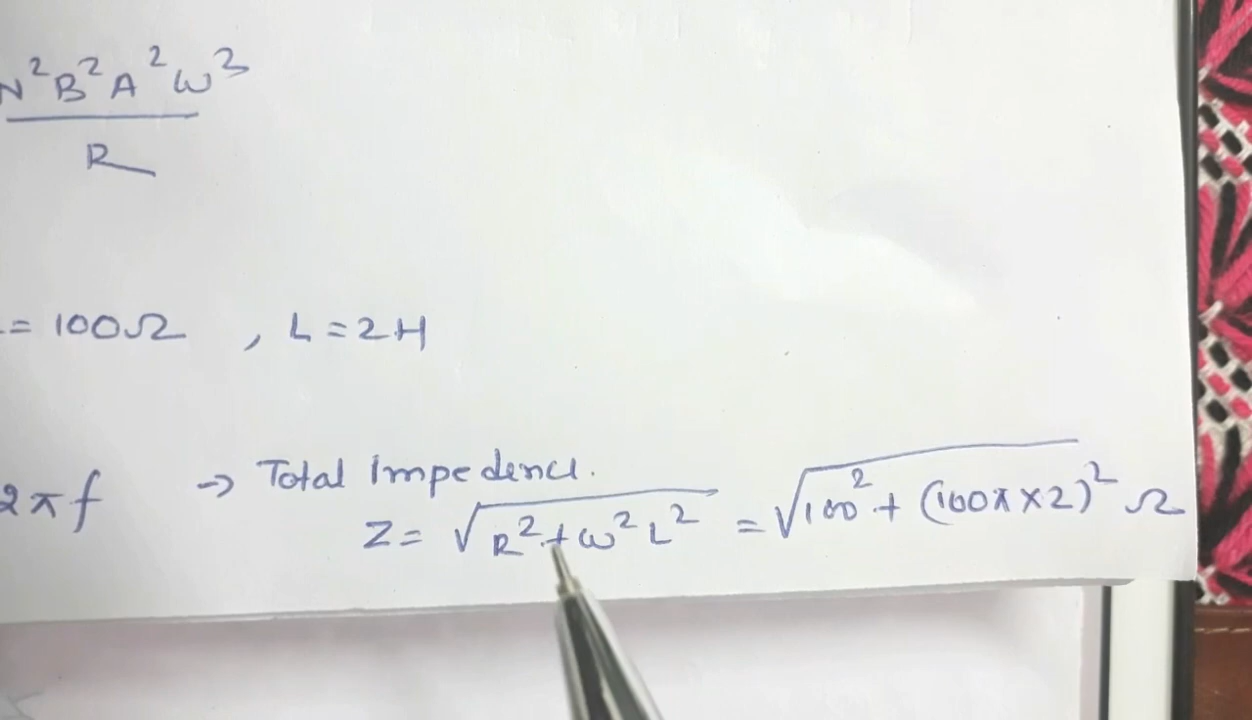 N²B²A²ω³
R
= 100Ω , L = 2H
2πf → Total Impedence.
Z = √R²+ω²L² = √100²+(100π×2)² Ω